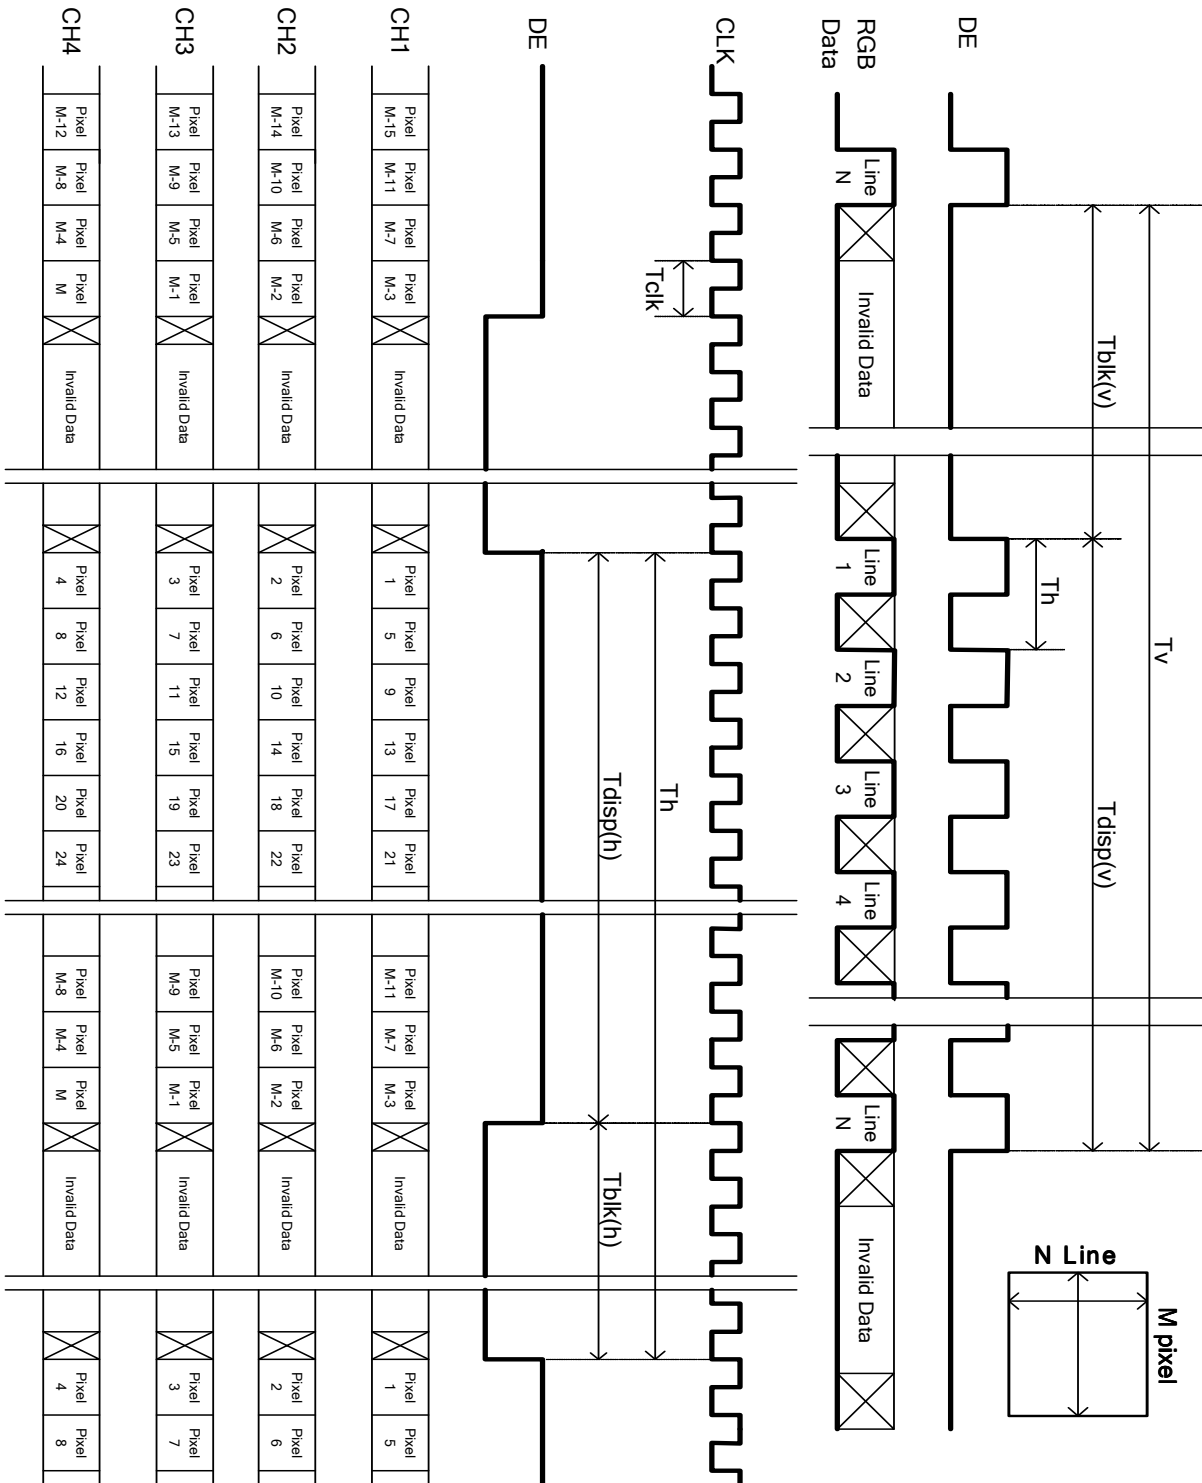 Tv
Tblk(v)
Tdisp(v)
Th
DE
RGB
Data
Line
N
Invalid Data
Line
1
Line
2
Line
3
Line
4
Line
N
Invalid Data
M pixel
N Line
CLK
Tclk
Th
Tdisp(h)
Tblk(h)
DE
CH1
Pixel
M-15
Pixel
M-11
Pixel
M-7
Pixel
M-3
Invalid Data
Pixel
1
Pixel
5
Pixel
9
Pixel
13
Pixel
17
Pixel
21
Pixel
M-11
Pixel
M-7
Pixel
M-3
Invalid Data
Pixel
1
Pixel
5
CH2
Pixel
M-14
Pixel
M-10
Pixel
M-6
Pixel
M-2
Invalid Data
Pixel
2
Pixel
6
Pixel
10
Pixel
14
Pixel
18
Pixel
22
Pixel
M-10
Pixel
M-6
Pixel
M-2
Invalid Data
Pixel
2
Pixel
6
CH3
Pixel
M-13
Pixel
M-9
Pixel
M-5
Pixel
M-1
Invalid Data
Pixel
3
Pixel
7
Pixel
11
Pixel
15
Pixel
19
Pixel
23
Pixel
M-9
Pixel
M-5
Pixel
M-1
Invalid Data
Pixel
3
Pixel
7
CH4
Pixel
M-12
Pixel
M-8
Pixel
M-4
Pixel
M
Invalid Data
Pixel
4
Pixel
8
Pixel
12
Pixel
16
Pixel
20
Pixel
24
Pixel
M-8
Pixel
M-4
Pixel
M
Invalid Data
Pixel
4
Pixel
8